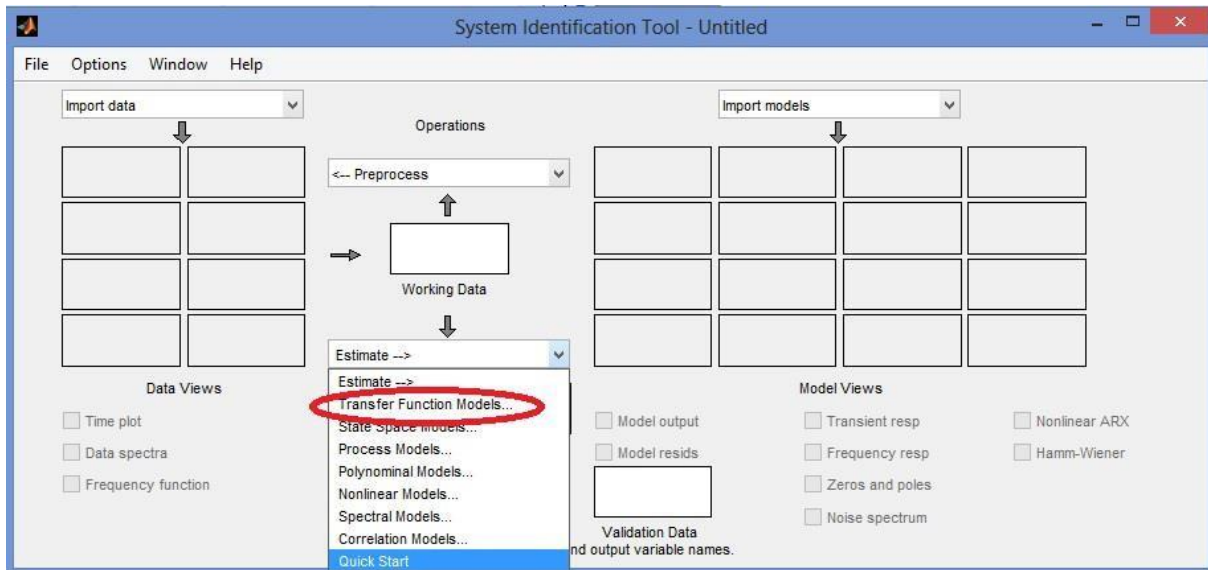 System Identification Tool - Untitled
File Options Window Help
Import data
Import models
Operations
<-- Preprocess
Working Data
Estimate -->
Estimate -->
Transfer Function Models...
State Space Models...
Process Models...
Polynominal Models...
Nonlinear Models...
Spectral Models...
Correlation Models...
Quick Start
Data Views
Time plot
Data spectra
Frequency function
Model Views
Model output
Model resids
Transient resp
Frequency resp
Zeros and poles
Noise spectrum
Nonlinear ARX
Hamm-Wiener
Validation Data
output variable names.